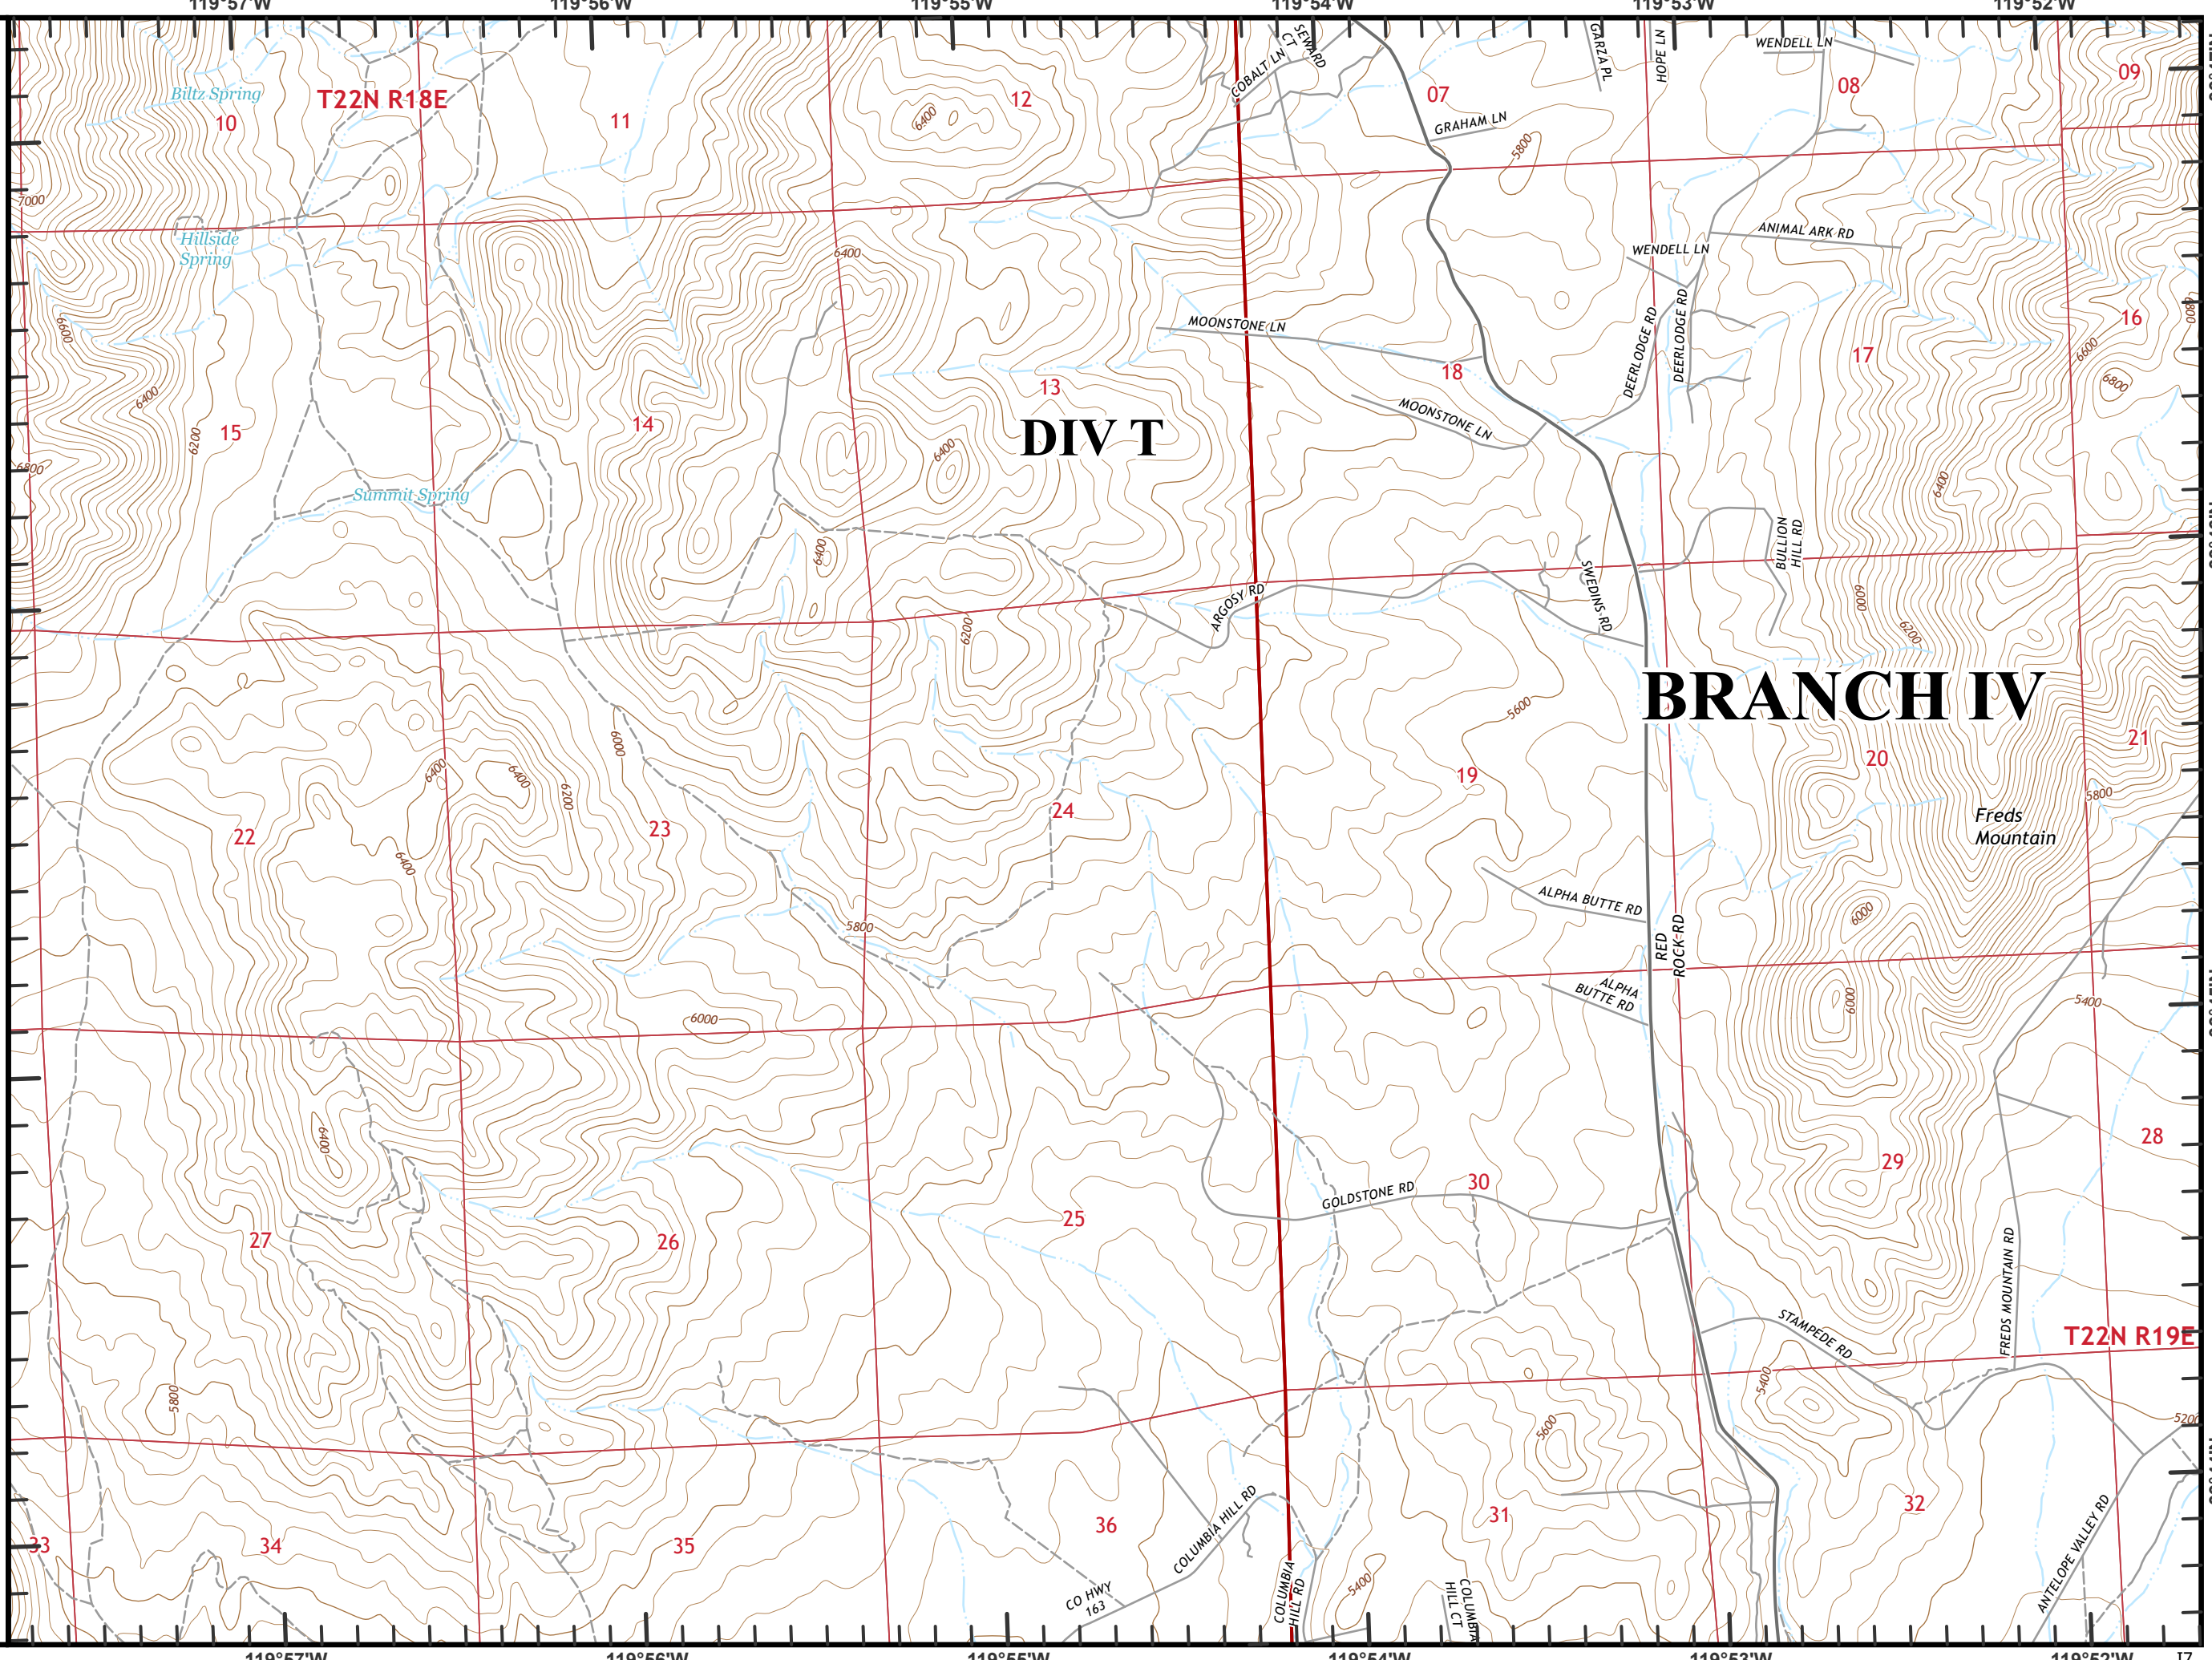 119°57'W
119°56'W
119°55'W
119°54'W
119°53'W
119°52'W
SEWARD
CT
COBALT LN
GARZA PL
HOPE LN
WENDELL LN
09
08
07
12
11
10
Biltz Spring
T22N R18E
6400
GRAHAM LN
5800
7000
Hillside
Spring
6400
ANIMAL ARK RD
WENDELL LN
DEERLODGE RD
DEERLODGE RD
6800
16
6600
6600
MOONSTONE LN
17
18
13
6800
6400
MOONSTONE LN
15
14
DIV T
6200
6400
6800
6400
Summit Spring
BULLION
HILL RD
6400
SWEDINS RD
ARGOSY RD
6000
6200
6200
BRANCH IV
5600
6000
21
20
19
6400
6400
6200
5800
24
23
22
Freds
Mountain
6400
ALPHA BUTTE RD
5800
6000
RED
ROCK RD
ALPHA
BUTTE RD
6000
5400
6000
6400
28
29
30
GOLDSTONE RD
25
26
27
FREDS MOUNTAIN RD
STAMPEDE RD
T22N R19E
5400
5800
5600
5200
32
31
36
35
34
33
COLUMBIA HILL RD
ANTELOPE VALLEY RD
CO HWY
163
COLUMBIA
HILL RD
5400
COLUMBIA
HILL CT
119°57'W
119°56'W
119°55'W
119°54'W
119°53'W
119°52'W